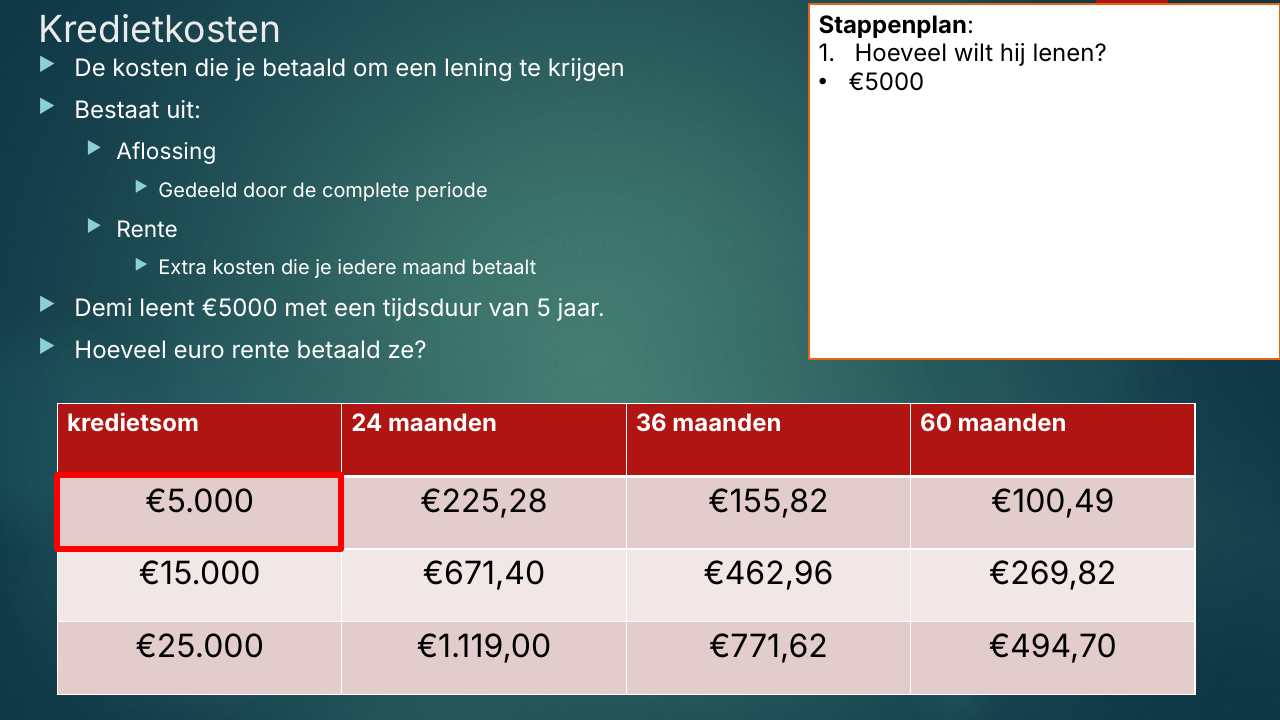 Kredietkosten
De kosten die je betaald om een lening te krijgen
Bestaat uit:
Aflossing
Gedeeld door de complete periode
Rente
Extra kosten die je iedere maand betaalt
Demi leent €5000 met een tijdsduur van 5 jaar.
Hoeveel euro rente betaald ze?
Stappenplan:
1. Hoeveel wilt hij lenen?
• €5000
kredietsom 24 maanden 36 maanden 60 maanden
€5.000 €225,28 €155,82 €100,49
€15.000 €671,40 €462,96 €269,82
€25.000 €1.119,00 €771,62 €494,70